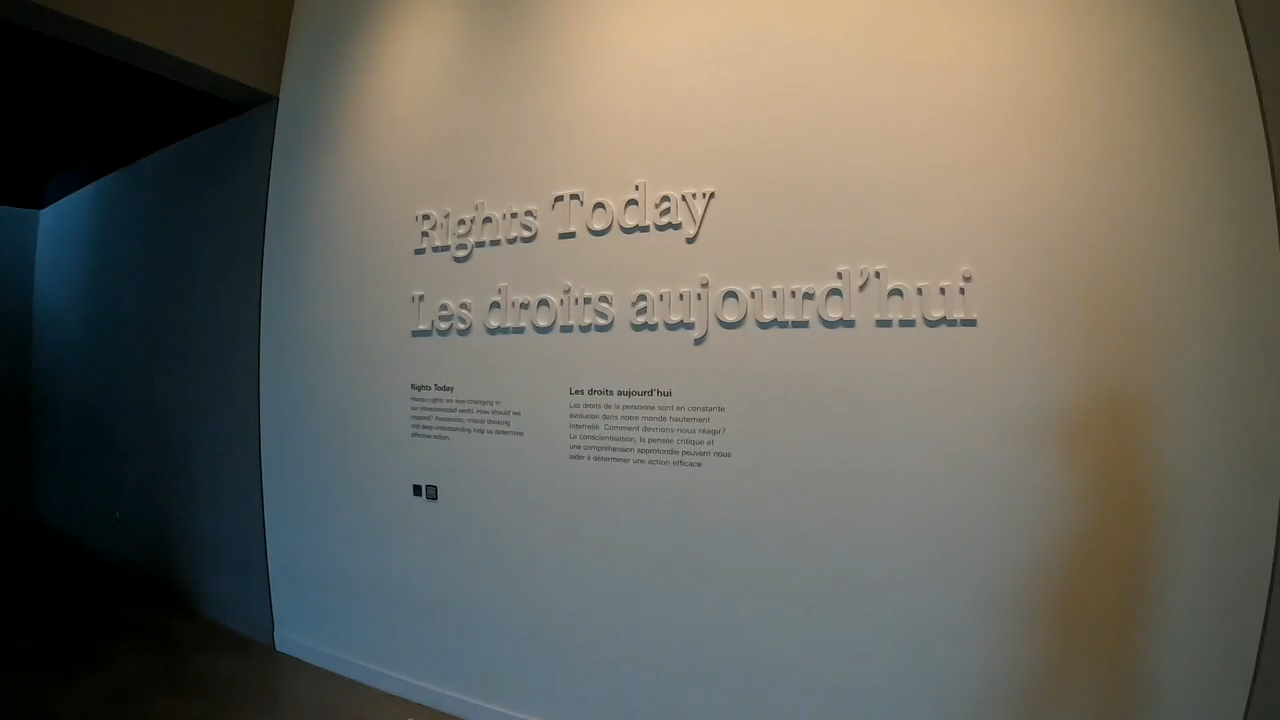 Rights Today
Les droits aujourd'hui
Rights Today
Human rights are ever-changing in
our interconnected world. How should we
respond? Awareness, critical thinking
and deep understanding help us determine
effective action.
Les droits aujourd'hui
Les droits de la personne sont en constante
évolution dans notre monde hautement
interrelié. Comment devrions-nous réagir?
La conscientisation, la pensée critique et
une compréhension approfondie peuvent nous
aider à déterminer une action efficace.